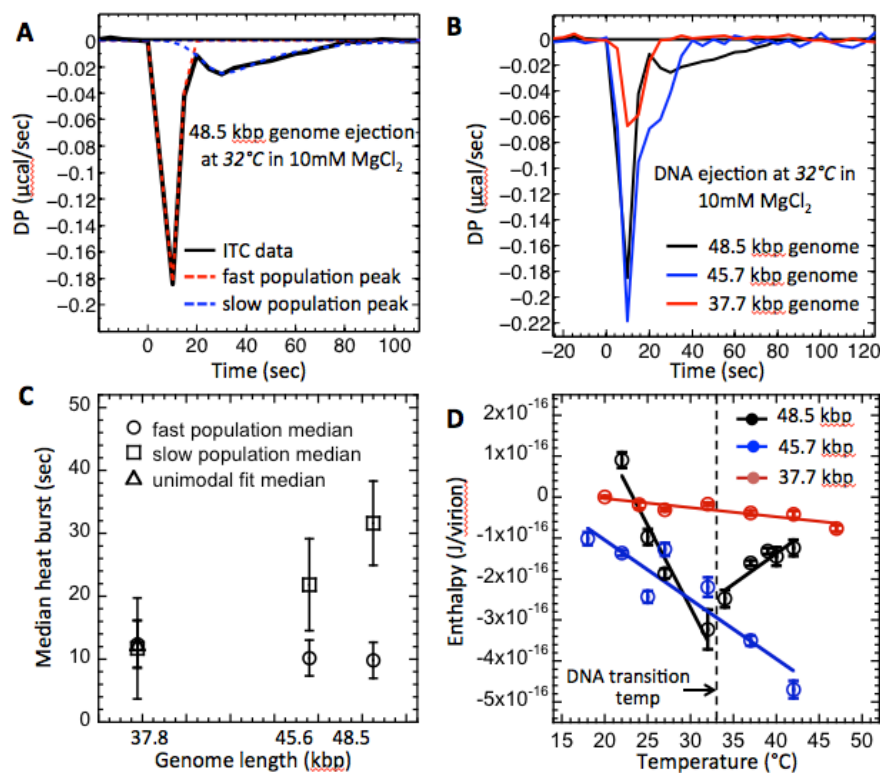 A
0
−0.02
−0.04
−0.06
−0.08
−0.1
−0.12
−0.14
−0.16
−0.18
−0.2
DP (µcal/sec)
48.5 kbp genome ejection
at 32°C in 10mM MgCl2
ITC data
fast population peak
slow population peak
0 20 40 60 80 100
Time (sec)
B
0
−0.02
−0.04
−0.06
−0.08
−0.1
−0.12
−0.14
−0.16
−0.18
−0.2
−0.22
DP (µcal/sec)
DNA ejection at 32°C in
10mM MgCl2
48.5 kbp genome
45.7 kbp genome
37.7 kbp genome
−20 0 20 40 60 80 100 120
Time (sec)
C
50
40
30
20
10
0
Median heat burst (sec)
fast population median
slow population median
unimodal fit median
37.8 45.6 48.5
Genome length (kbp)
D
2x10-16
1x10-16
0
-1x10-16
-2x10-16
-3x10-16
-4x10-16
-5x10-16
Enthalpy (J/virion)
48.5 kbp
45.7 kbp
37.7 kbp
DNA transition
temp
15 20 25 30 35 40 45 50
Temperature (°C)